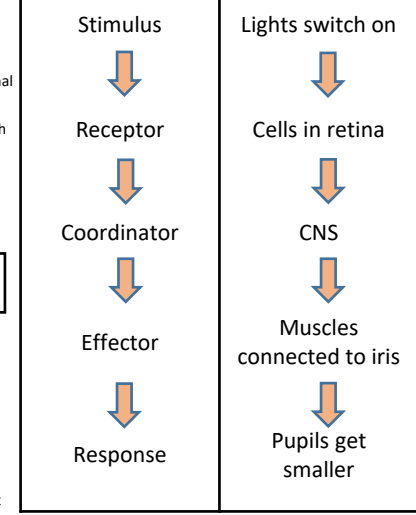 Stimulus
Receptor
Coordinator
Effector
Response
Lights switch on
Cells in retina
CNS
Muscles
connected to iris
Pupils get
smaller